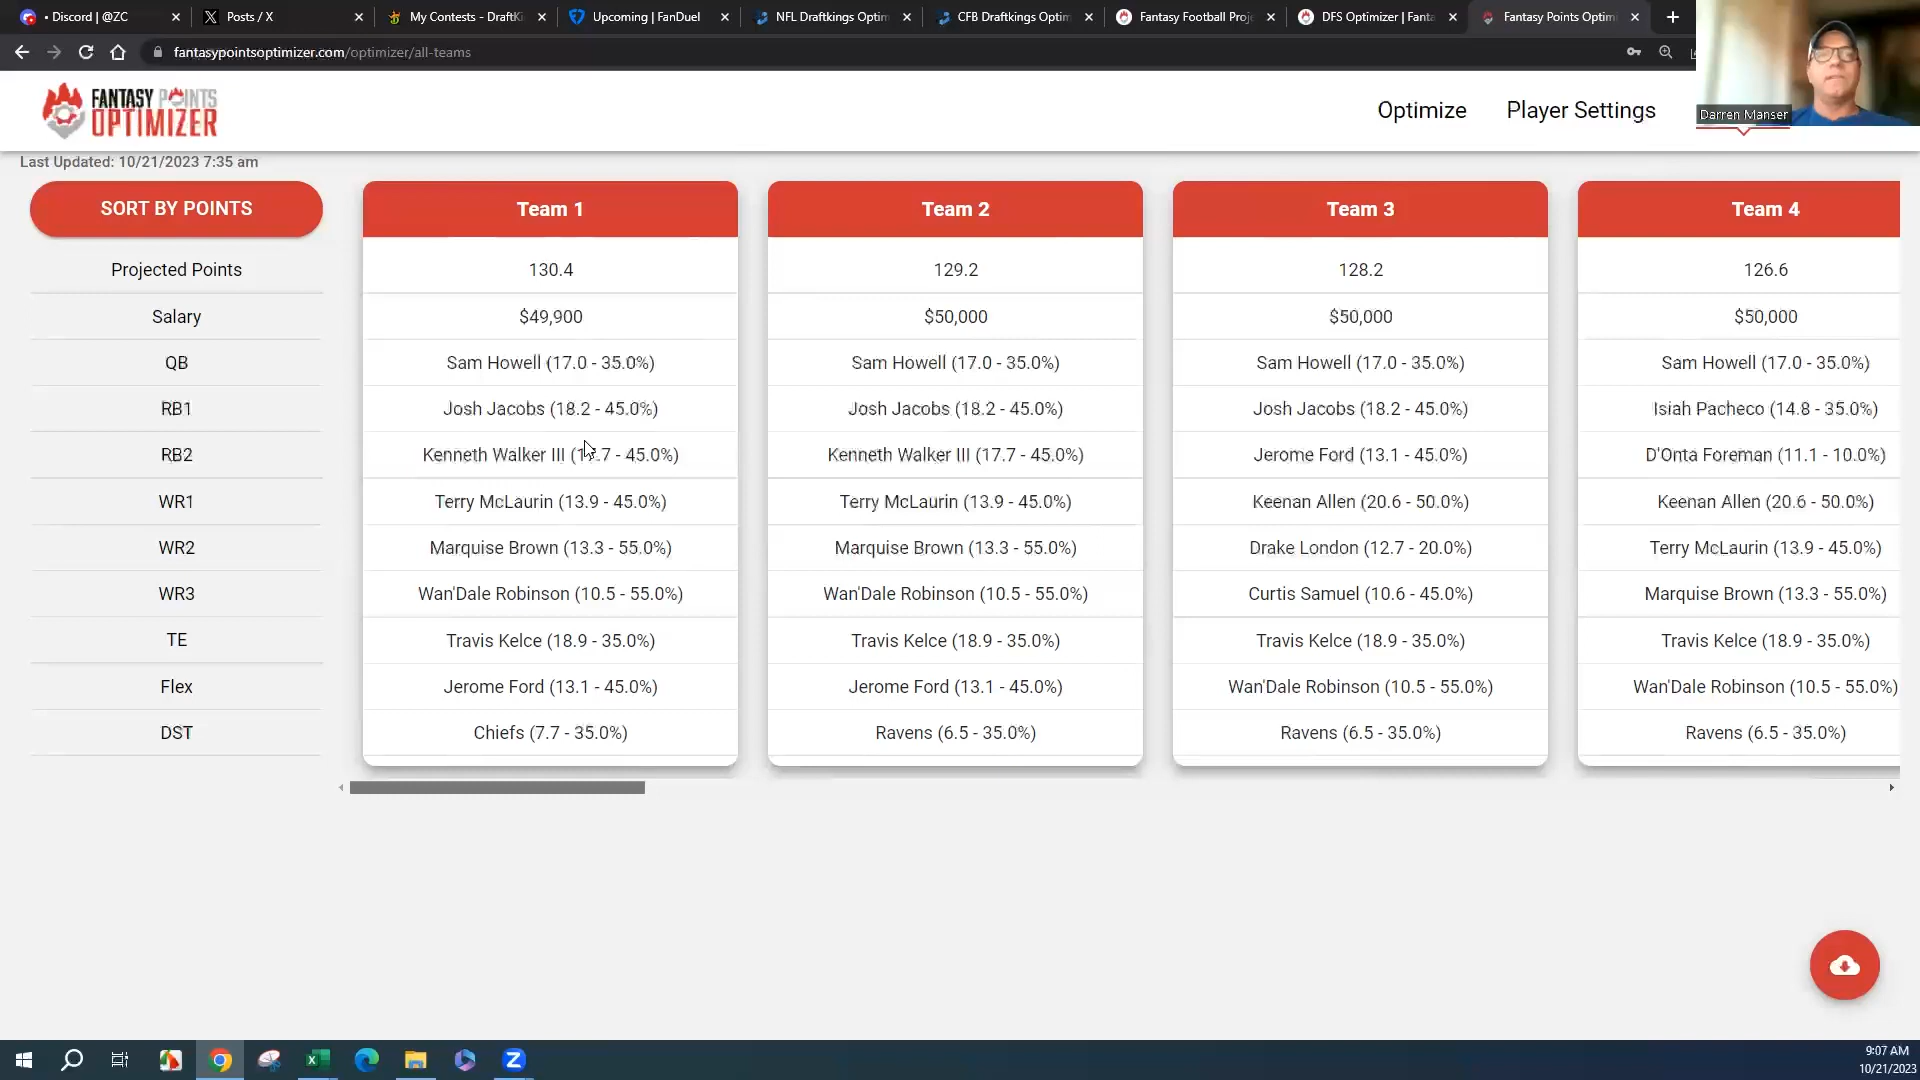 • Discord | @ZC
Posts / X
My Contests - DraftKi
Upcoming | FanDuel
NFL Draftkings Optim
CFB Draftkings Optim
Fantasy Football Proj
DFS Optimizer | Fanta
Fantasy Points Optim
fantasypointsoptimizer.com/optimizer/all-teams
FANTASY POINTS
OPTIMIZER
Optimize
Player Settings
Darren Manser
Last Updated: 10/21/2023 7:35 am
SORT BY POINTS
Team 1
Team 2
Team 3
Team 4
Projected Points
130.4
129.2
128.2
126.6
Salary
$49,900
$50,000
$50,000
$50,000
QB
Sam Howell (17.0 - 35.0%)
Sam Howell (17.0 - 35.0%)
Sam Howell (17.0 - 35.0%)
Sam Howell (17.0 - 35.0%)
RB1
Josh Jacobs (18.2 - 45.0%)
Josh Jacobs (18.2 - 45.0%)
Josh Jacobs (18.2 - 45.0%)
Isiah Pacheco (14.8 - 35.0%)
RB2
Kenneth Walker III (17.7 - 45.0%)
Kenneth Walker III (17.7 - 45.0%)
Jerome Ford (13.1 - 45.0%)
D'Onta Foreman (11.1 - 10.0%)
WR1
Terry McLaurin (13.9 - 45.0%)
Terry McLaurin (13.9 - 45.0%)
Keenan Allen (20.6 - 50.0%)
Keenan Allen (20.6 - 50.0%)
WR2
Marquise Brown (13.3 - 55.0%)
Marquise Brown (13.3 - 55.0%)
Drake London (12.7 - 20.0%)
Terry McLaurin (13.9 - 45.0%)
WR3
Wan'Dale Robinson (10.5 - 55.0%)
Wan'Dale Robinson (10.5 - 55.0%)
Curtis Samuel (10.6 - 45.0%)
Marquise Brown (13.3 - 55.0%)
TE
Travis Kelce (18.9 - 35.0%)
Travis Kelce (18.9 - 35.0%)
Travis Kelce (18.9 - 35.0%)
Travis Kelce (18.9 - 35.0%)
Flex
Jerome Ford (13.1 - 45.0%)
Jerome Ford (13.1 - 45.0%)
Wan'Dale Robinson (10.5 - 55.0%)
Wan'Dale Robinson (10.5 - 55.0%)
DST
Chiefs (7.7 - 35.0%)
Ravens (6.5 - 35.0%)
Ravens (6.5 - 35.0%)
Ravens (6.5 - 35.0%)
9:07 AM
10/21/2023